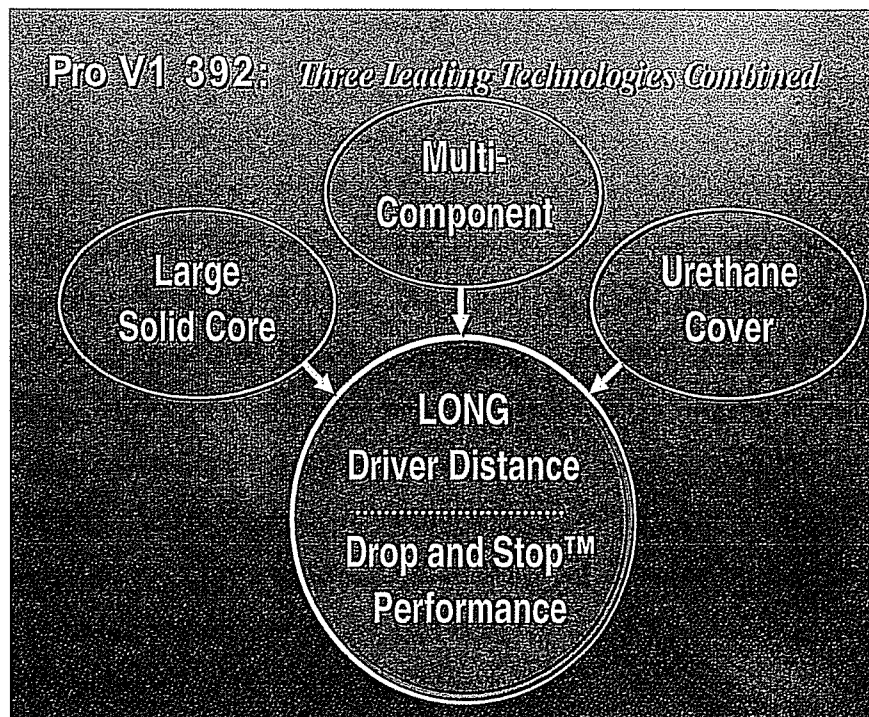 Pro V1 392: Three Leading Technologies Combined
Multi-
Component
Large
Solid Core
Urethane
Cover
LONG
Driver Distance
Drop and Stop™
Performance